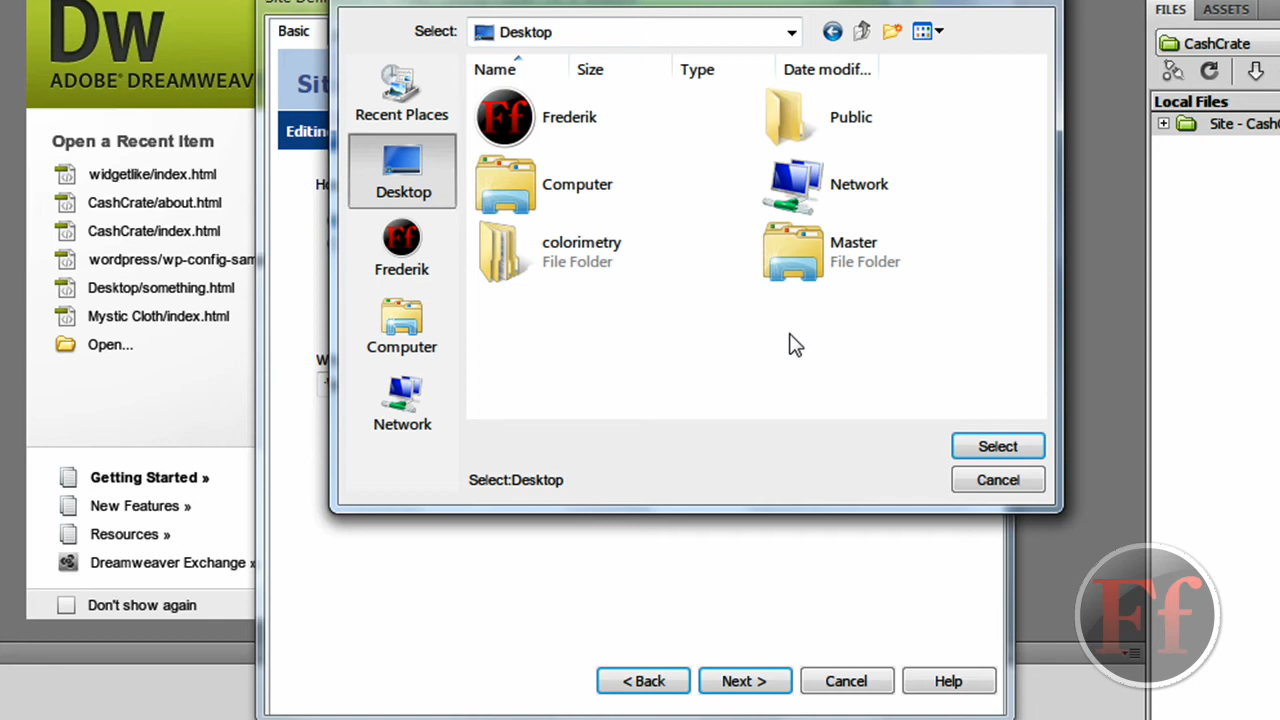 Dw
ADOBE® DREAMWEAV
Open a Recent Item
widgetlike/index.html
CashCrate/about.html
CashCrate/index.html
wordpress/wp-config-sam
Desktop/something.html
Mystic Cloth/index.html
Open...
Getting Started »
New Features »
Resources »
Dreamweaver Exchange »
Don't show again
Basic
Sit
Editin
Select:
Desktop
Recent Places
Desktop
Ff
Frederik
Computer
Network
Name
Size
Type
Date modif...
Ff
Frederik
Public
Computer
Network
colorimetry
File Folder
Master
File Folder
Select
Select:Desktop
Cancel
< Back
Next >
Cancel
Help
FILES
ASSETS
CashCrate
Local Files
Site - Cash
Ff